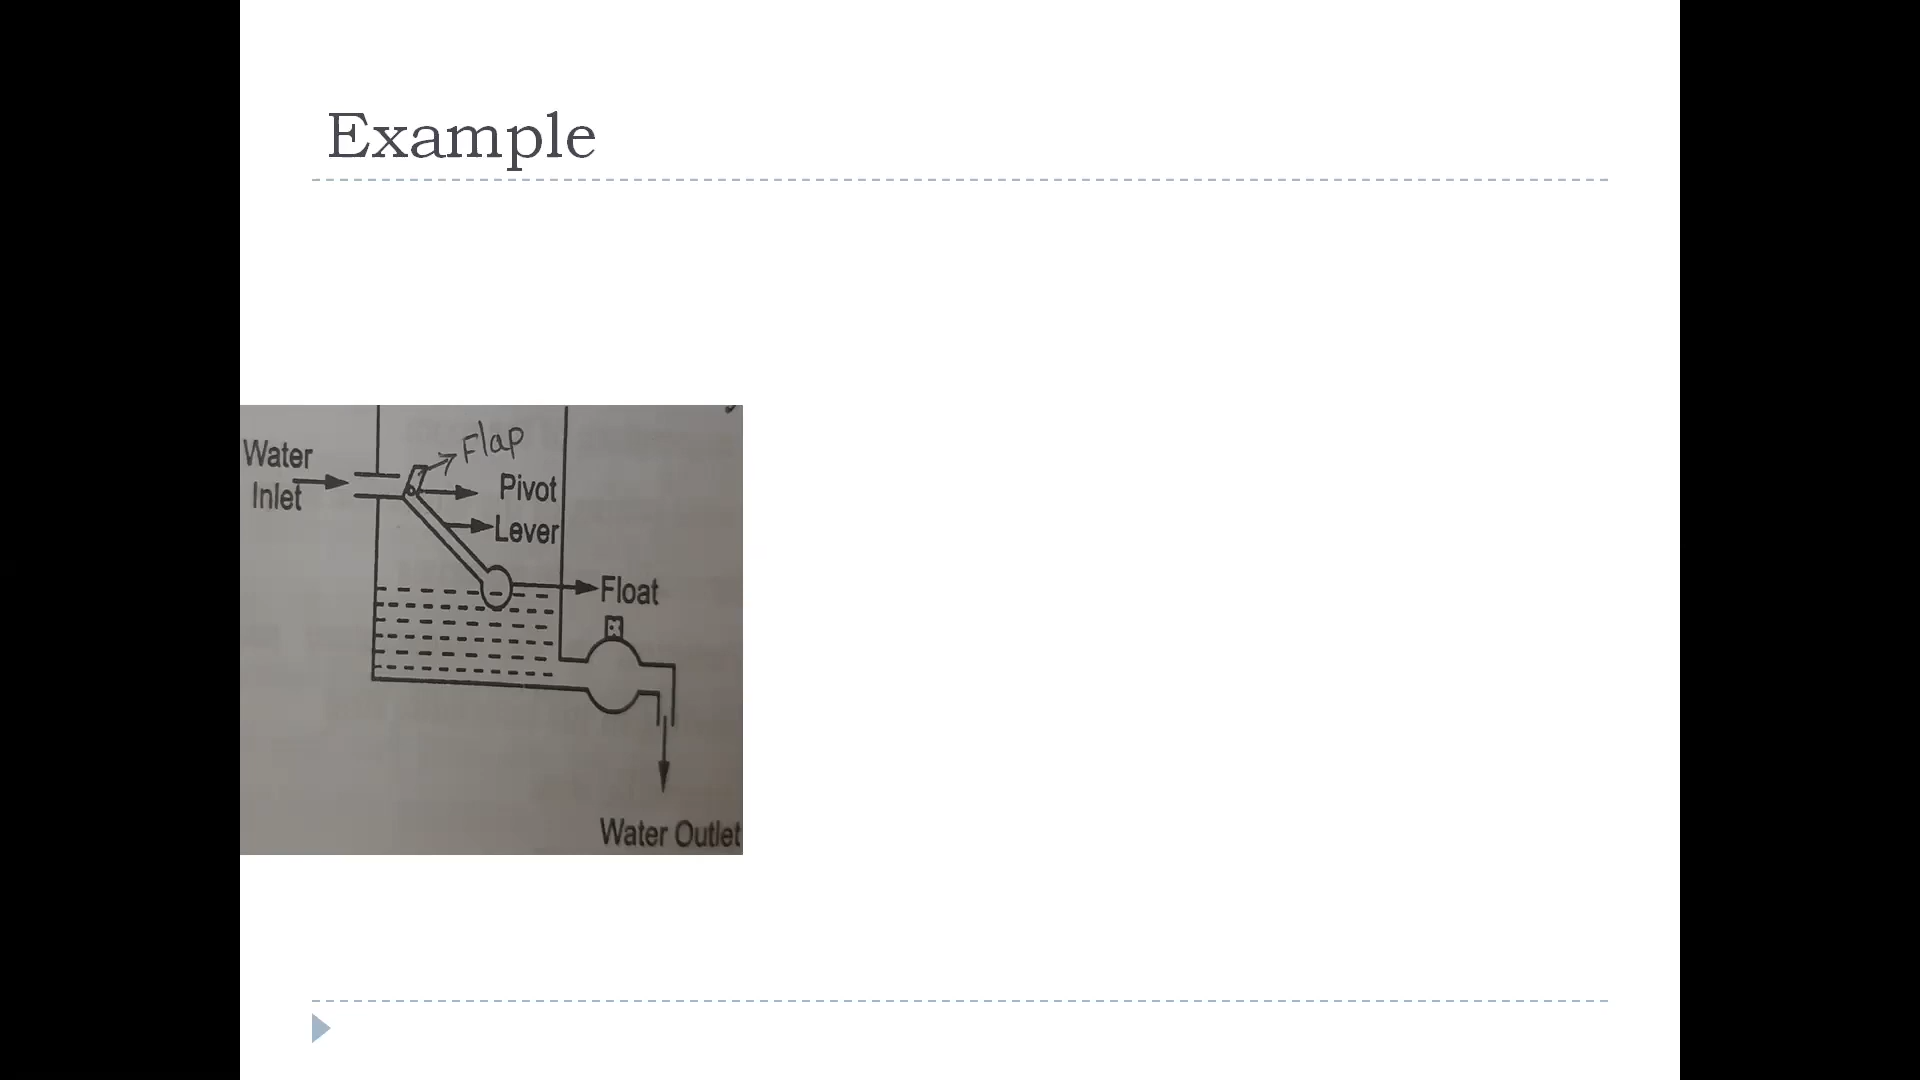 Example
Water
Inlet
Flap
Pivot
Lever
Float
Water Outlet